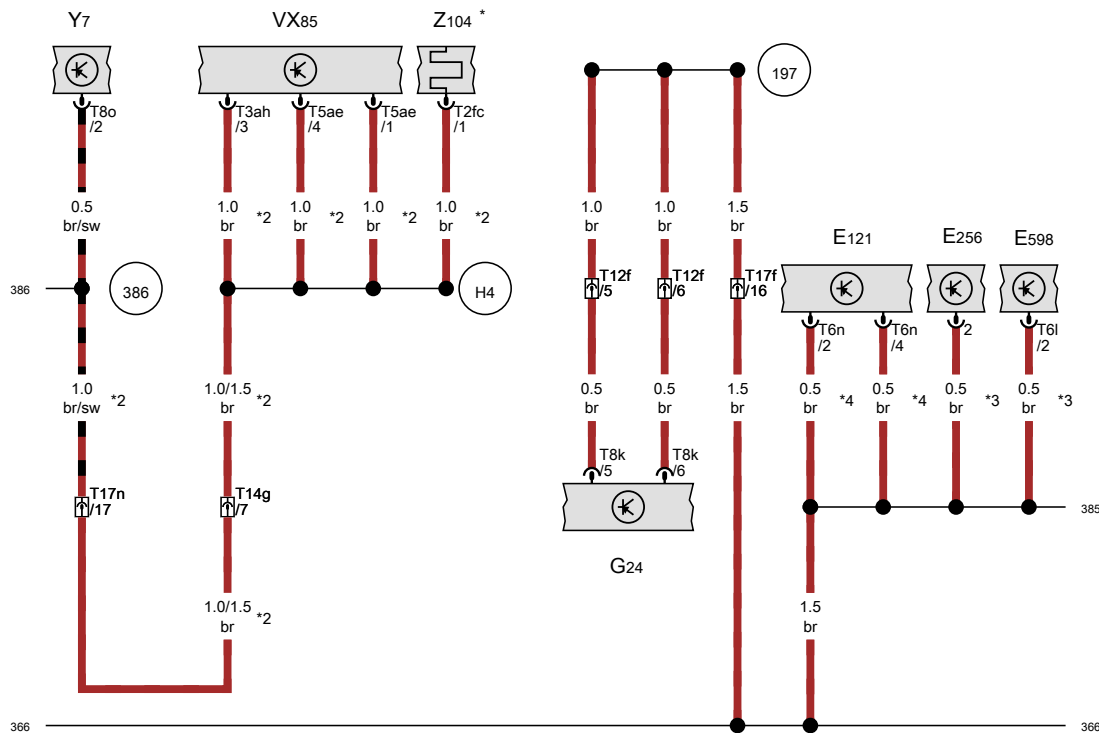 Y7
VX85
Z104 *
T8o
/2
T3ah
/3
T5ae
/4
T5ae
/1
T2fc
/1
197
0.5
br/sw
1.0
br
*2
1.0
br
*2
1.0
br
*2
1.0
br
*2
1.0
br
1.0
br
1.5
br
E121
E256
E598
386
386
H4
T12f
/5
T12f
/6
T17f
/16
T6n
/2
T6n
/4
2
T6l
/2
1.0
br/sw
*2
1.0/1.5
br
*2
0.5
br
0.5
br
1.5
br
0.5
br
*4
0.5
br
*4
0.5
br
*3
0.5
br
*3
T8k
/5
T8k
/6
T17n
/17
T14g
/7
385
G24
1.0/1.5
br
*2
1.5
br
366
366